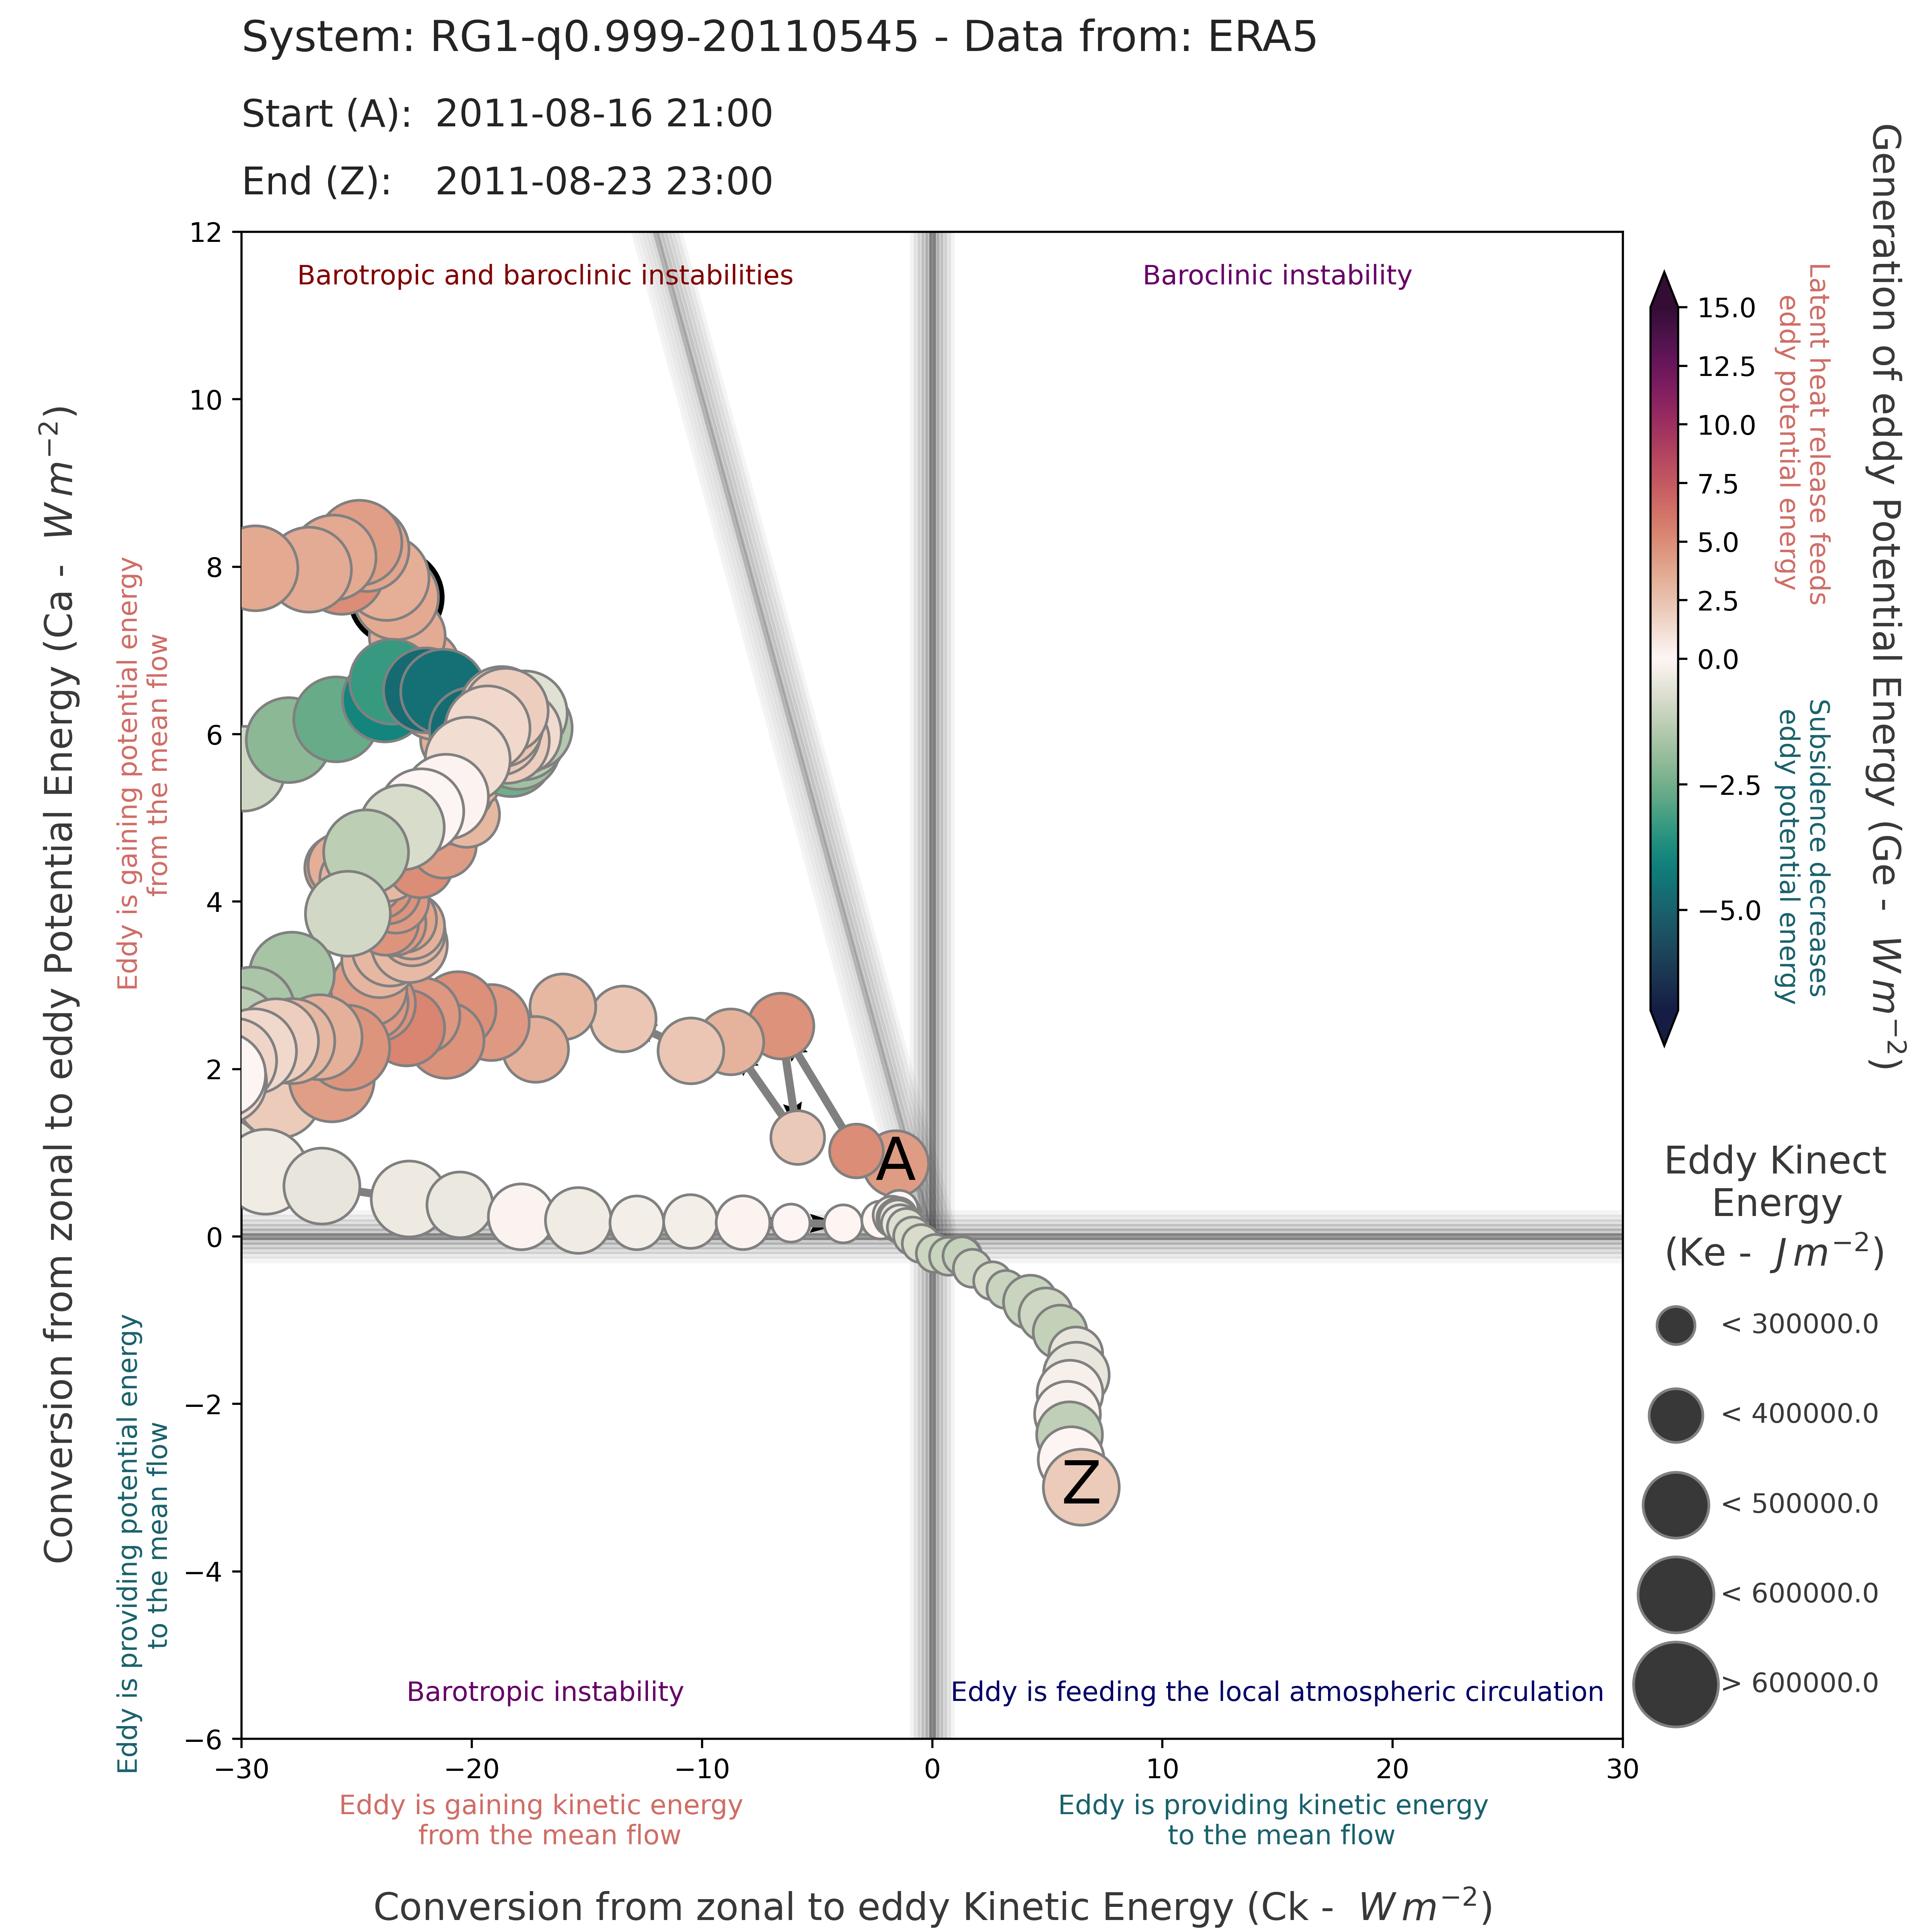 System: RG1-q0.999-20110545 - Data from: ERA5
Start (A): 2011-08-16 21:00
End (Z): 2011-08-23 23:00
Barotropic and baroclinic instabilities
Baroclinic instability
Barotropic instability
Eddy is feeding the local atmospheric circulation
A
Z
12
10
8
6
4
2
0
−2
−4
−6
−30
−20
−10
0
10
20
30
Conversion from zonal to eddy Potential Energy (Ca - W m⁻²)
Eddy is gaining potential energy
from the mean flow
Eddy is providing potential energy
to the mean flow
Eddy is gaining kinetic energy
from the mean flow
Eddy is providing kinetic energy
to the mean flow
Conversion from zonal to eddy Kinetic Energy (Ck - W m⁻²)
15.0
12.5
10.0
7.5
5.0
2.5
0.0
−2.5
−5.0
Latent heat release feeds
eddy potential energy
Subsidence decreases
eddy potential energy
Generation of eddy Potential Energy (Ge - W m⁻²)
Eddy Kinect
Energy
(Ke - J m⁻²)
< 300000.0
< 400000.0
< 500000.0
< 600000.0
> 600000.0